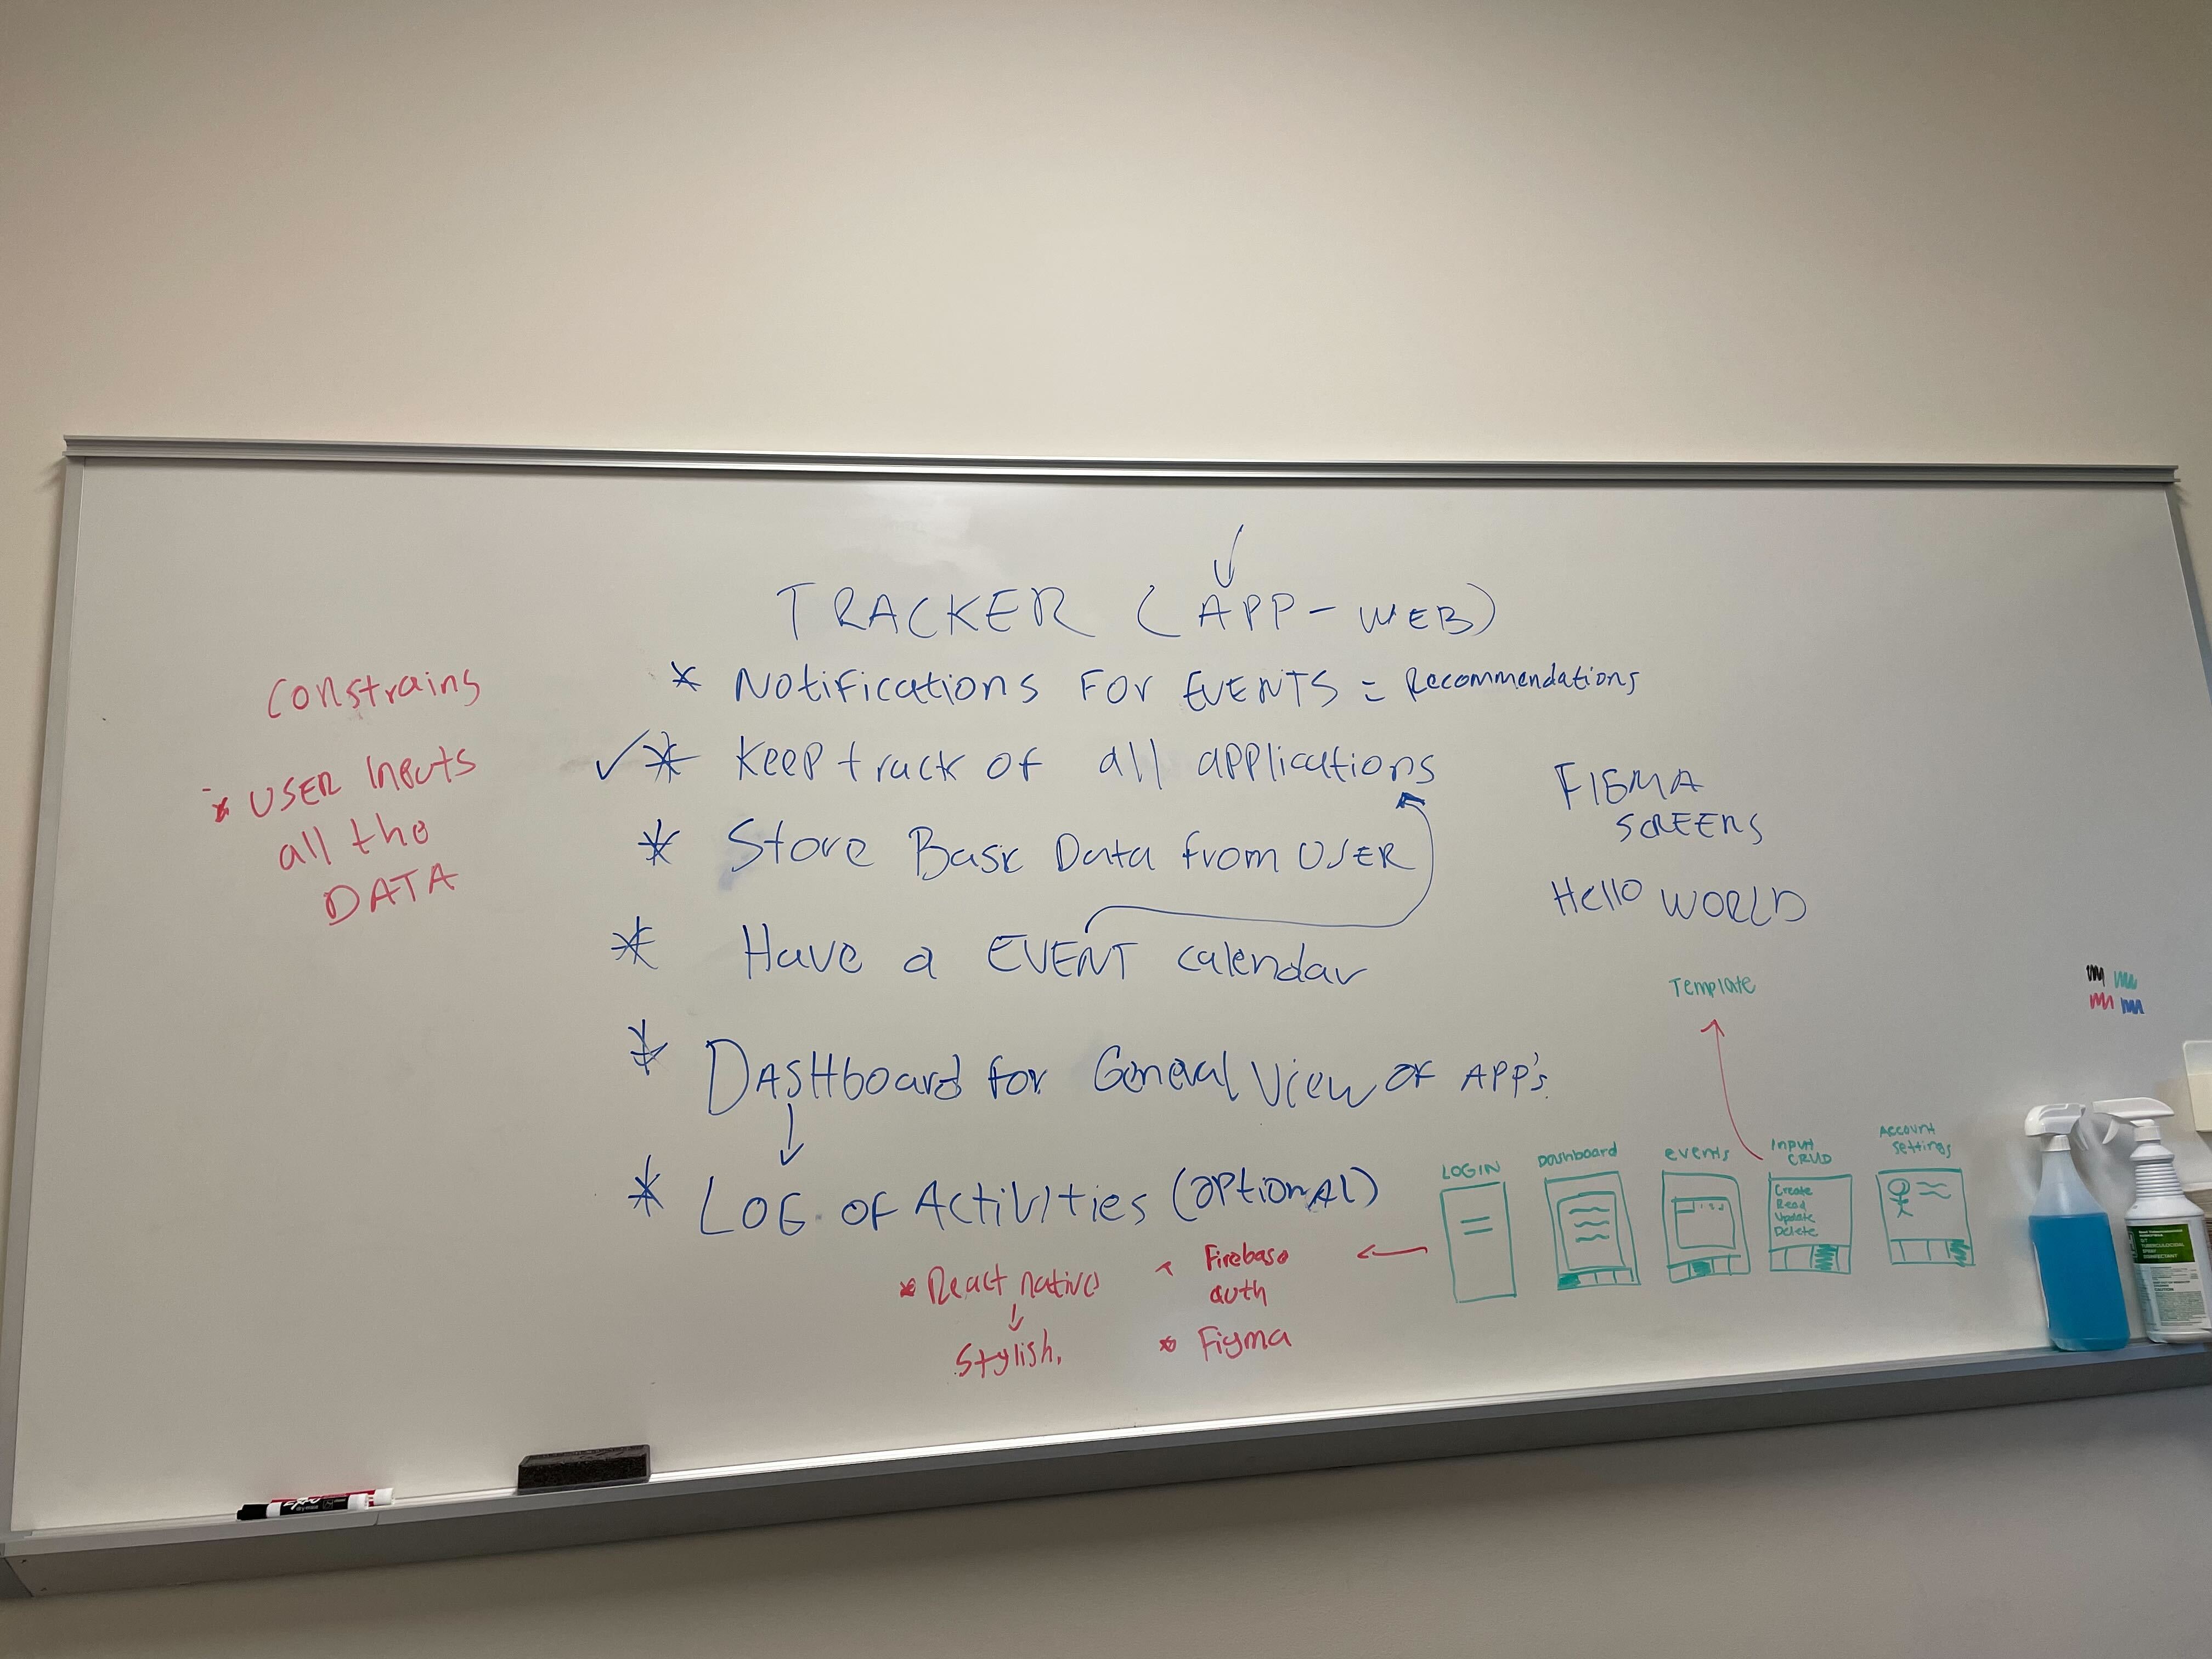 TRACKER (APP-WEB)
* Notifications For EVENTS = Recommendations
✓* Keep track of all applications
* Store Basic Data from USER
* Have a EVENT calendar
* DASHboard for General View OF APP's.
* LOG. OF Activities (OPtionAl)
Constrains
* USER Inputs
all the
DATA
FIGMA
SCREENS
Hello WORLD
Template
LOGIN
Dashboard
events
Input
CRUD
Create
Read
Update
Delete
Account
Settings
* React native
Stylish.
Firebase
auth
* Figma
EXPO